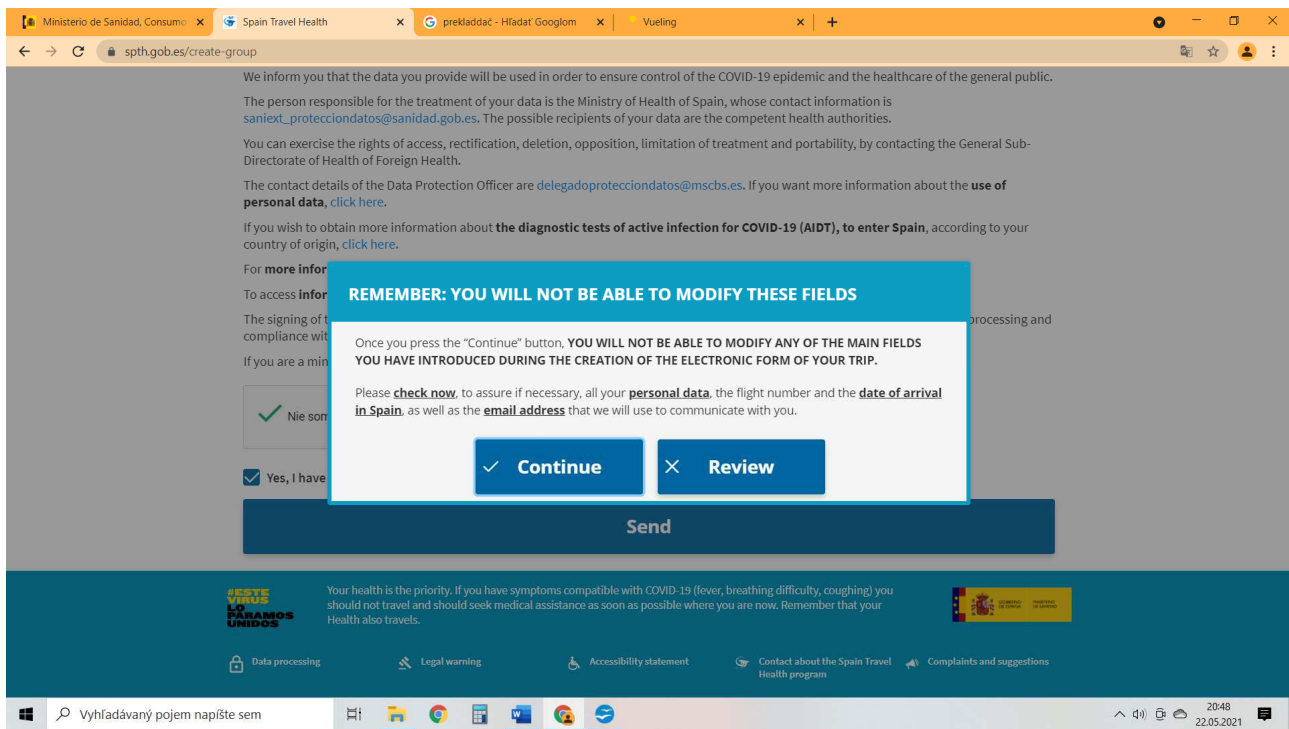 Ministerio de Sanidad, Consumo
Spain Travel Health
prekladdač - Hľadať Googlom
Vueling
spth.gob.es/create-group
We inform you that the data you provide will be used in order to ensure control of the COVID-19 epidemic and the healthcare of the general public.
The person responsible for the treatment of your data is the Ministry of Health of Spain, whose contact information is
saniext_protecciondatos@sanidad.gob.es. The possible recipients of your data are the competent health authorities.
You can exercise the rights of access, rectification, deletion, opposition, limitation of treatment and portability, by contacting the General Sub-
Directorate of Health of Foreign Health.
The contact details of the Data Protection Officer are delegadoprotecciondatos@mscbs.es. If you want more information about the use of
personal data, click here.
If you wish to obtain more information about the diagnostic tests of active infection for COVID-19 (AIDT), to enter Spain, according to your
country of origin, click here.
For more infor
To access infor
The signing of t
processing and
compliance wit
If you are a min
REMEMBER: YOU WILL NOT BE ABLE TO MODIFY THESE FIELDS
Once you press the "Continue" button, YOU WILL NOT BE ABLE TO MODIFY ANY OF THE MAIN FIELDS
YOU HAVE INTRODUCED DURING THE CREATION OF THE ELECTRONIC FORM OF YOUR TRIP.
Please check now, to assure if necessary, all your personal data, the flight number and the date of arrival
in Spain, as well as the email address that we will use to communicate with you.
Continue
Review
Nie som
Yes, I have
Send
#ESTE
VIRUS
LO
PARAMOS
UNIDOS
Your health is the priority. If you have symptoms compatible with COVID-19 (fever, breathing difficulty, coughing) you
should not travel and should seek medical assistance as soon as possible where you are now. Remember that your
Health also travels.
Data processing
Legal warning
Accessibility statement
Contact about the Spain Travel
Health program
Complaints and suggestions
Vyhľadávaný pojem napíšte sem
20:48
22.05.2021